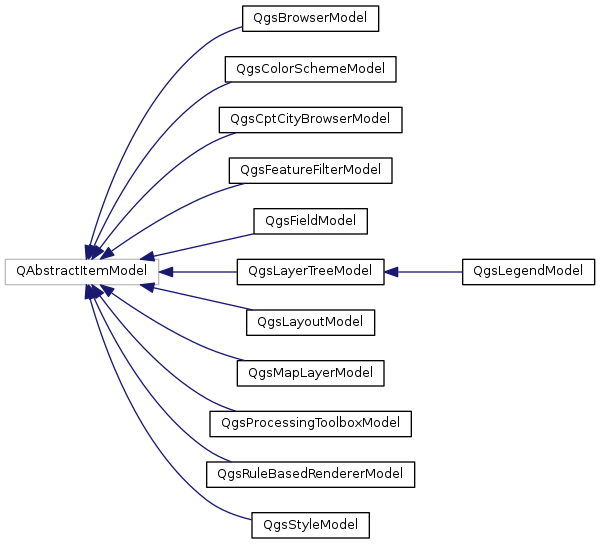 QgsBrowserModel
QgsColorSchemeModel
QgsCptCityBrowserModel
QgsFeatureFilterModel
QgsFieldModel
QAbstractItemModel
QgsLayerTreeModel
QgsLegendModel
QgsLayoutModel
QgsMapLayerModel
QgsProcessingToolboxModel
QgsRuleBasedRendererModel
QgsStyleModel